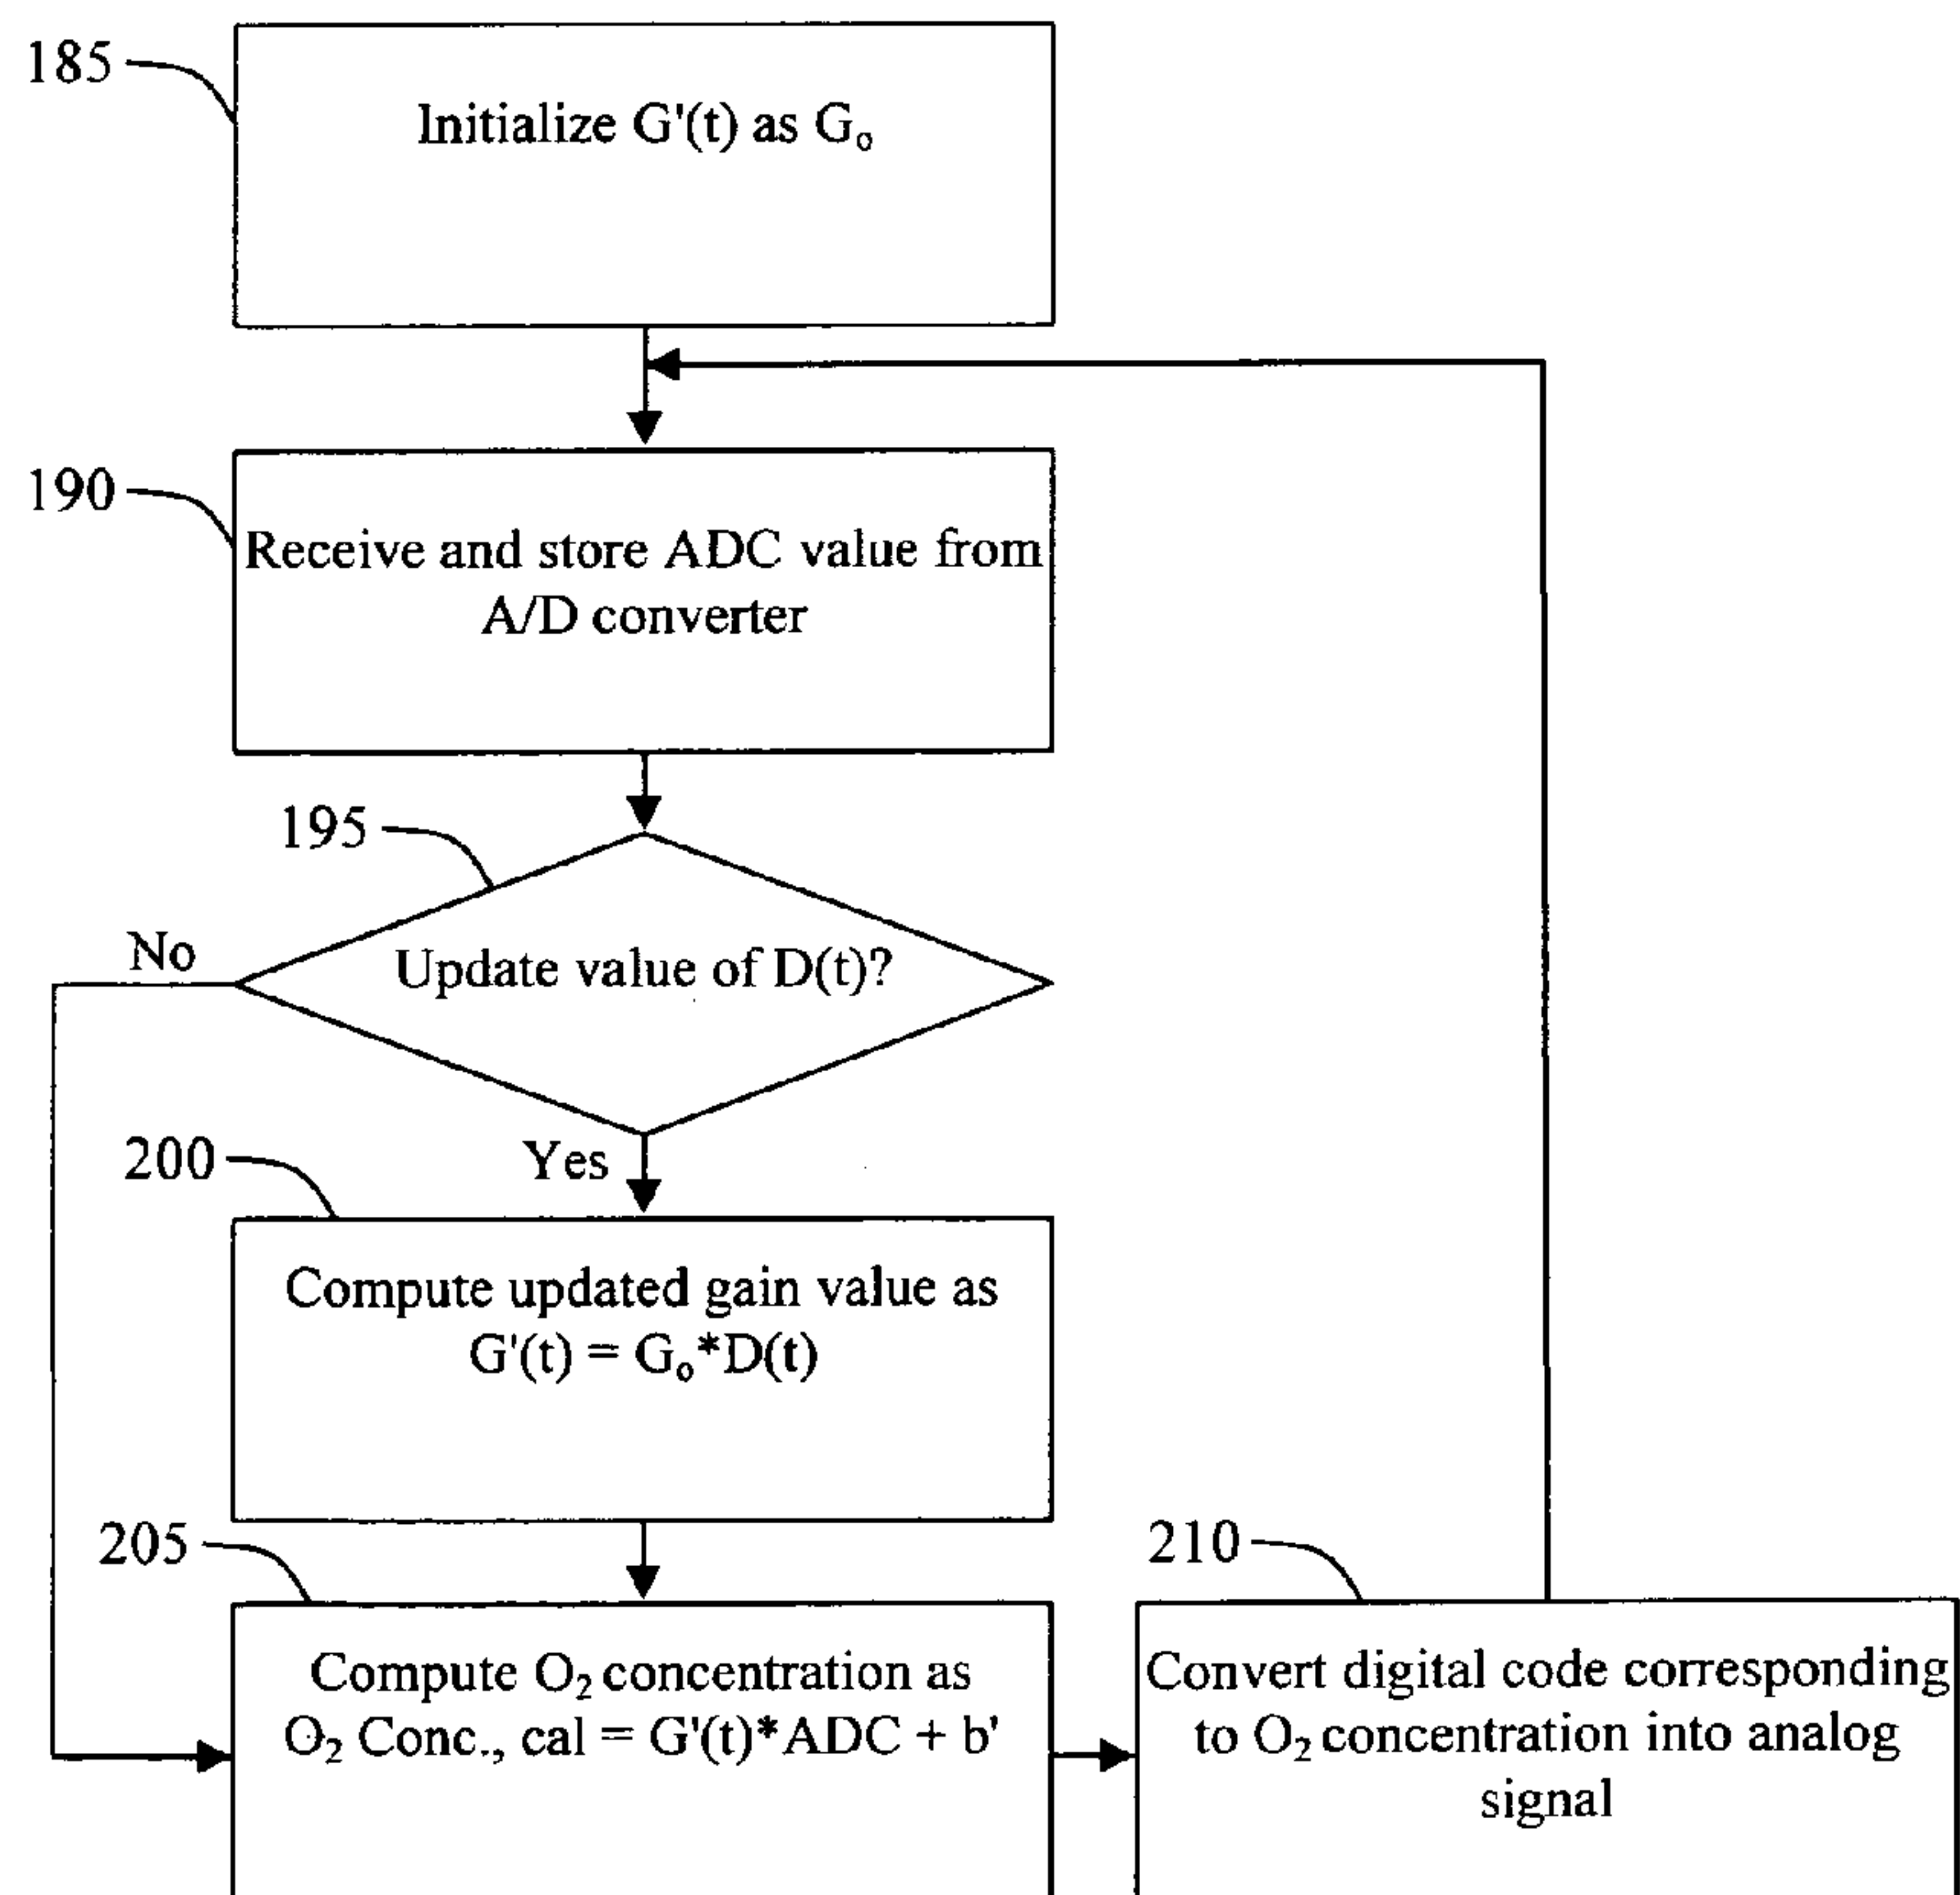 185
Initialize G'(t) as Gₒ
190
Receive and store ADC value from
A/D converter
195
No
Update value of D(t)?
Yes
200
Compute updated gain value as
G'(t) = Gₒ*D(t)
205
Compute O₂ concentration as
O₂ Conc., cal = G'(t)*ADC + b'
210
Convert digital code corresponding
to O₂ concentration into analog
signal